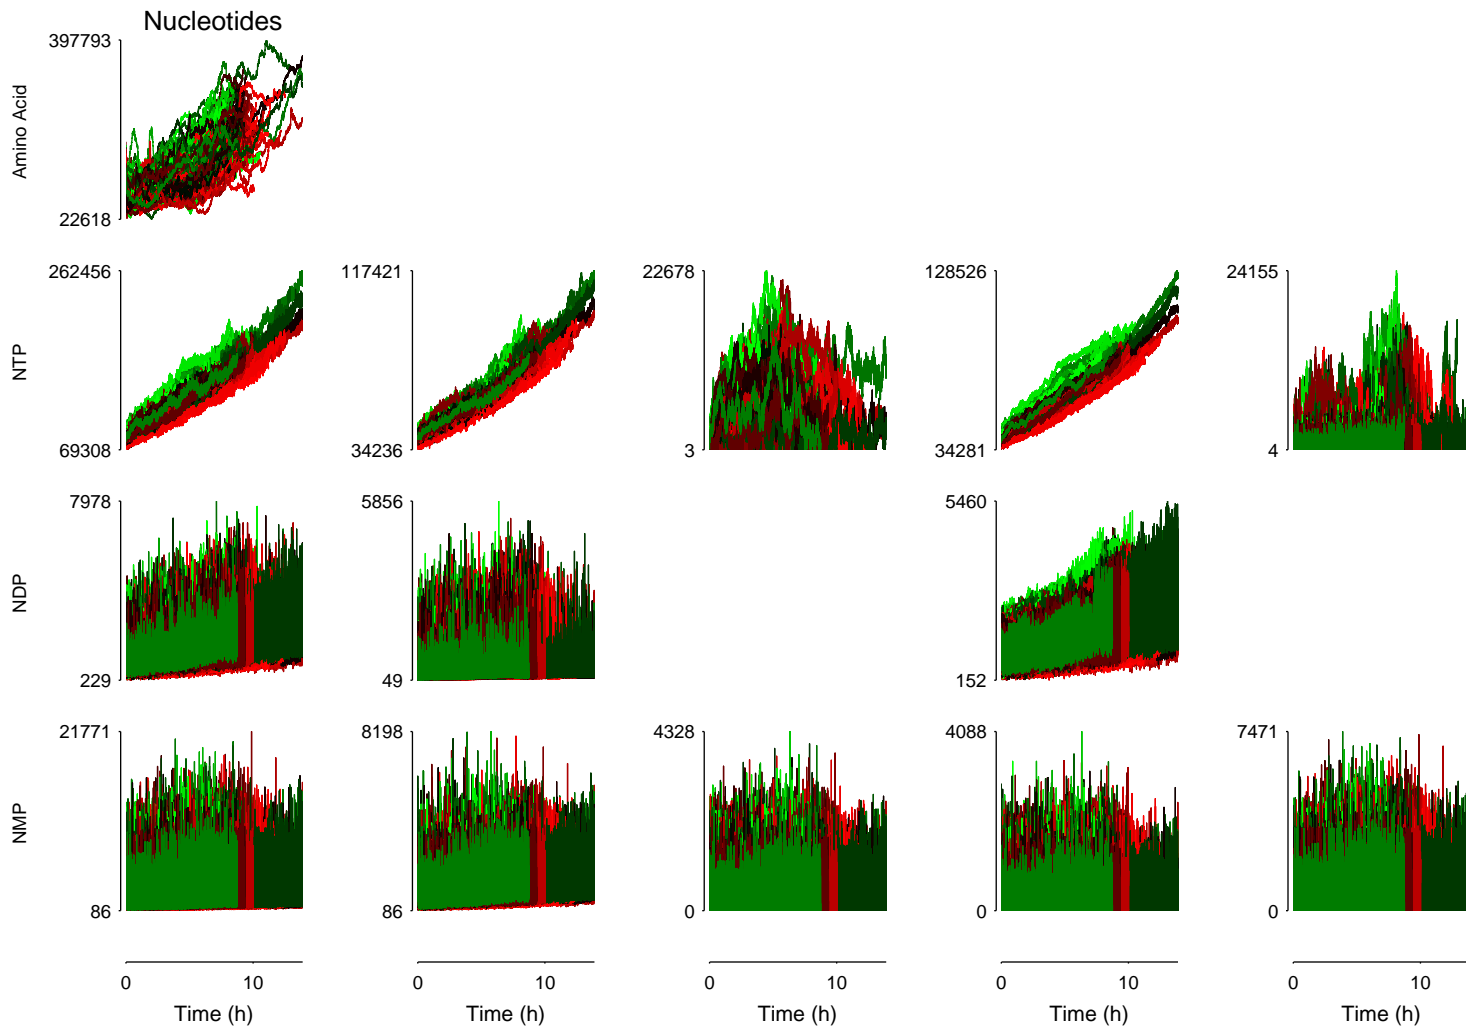 Nucleotides
397793
Amino Acid
22618
262456 117421 22678 128526 24155
NTP
69308 34236 3 34281 4
7978 5856 5460
NDP
229 49 152
21771 8198 4328 4088 7471
NMP
86 86 0 0 0
0 10 0 10 0 10 0 10 0 10
Time (h) Time (h) Time (h) Time (h) Time (h)